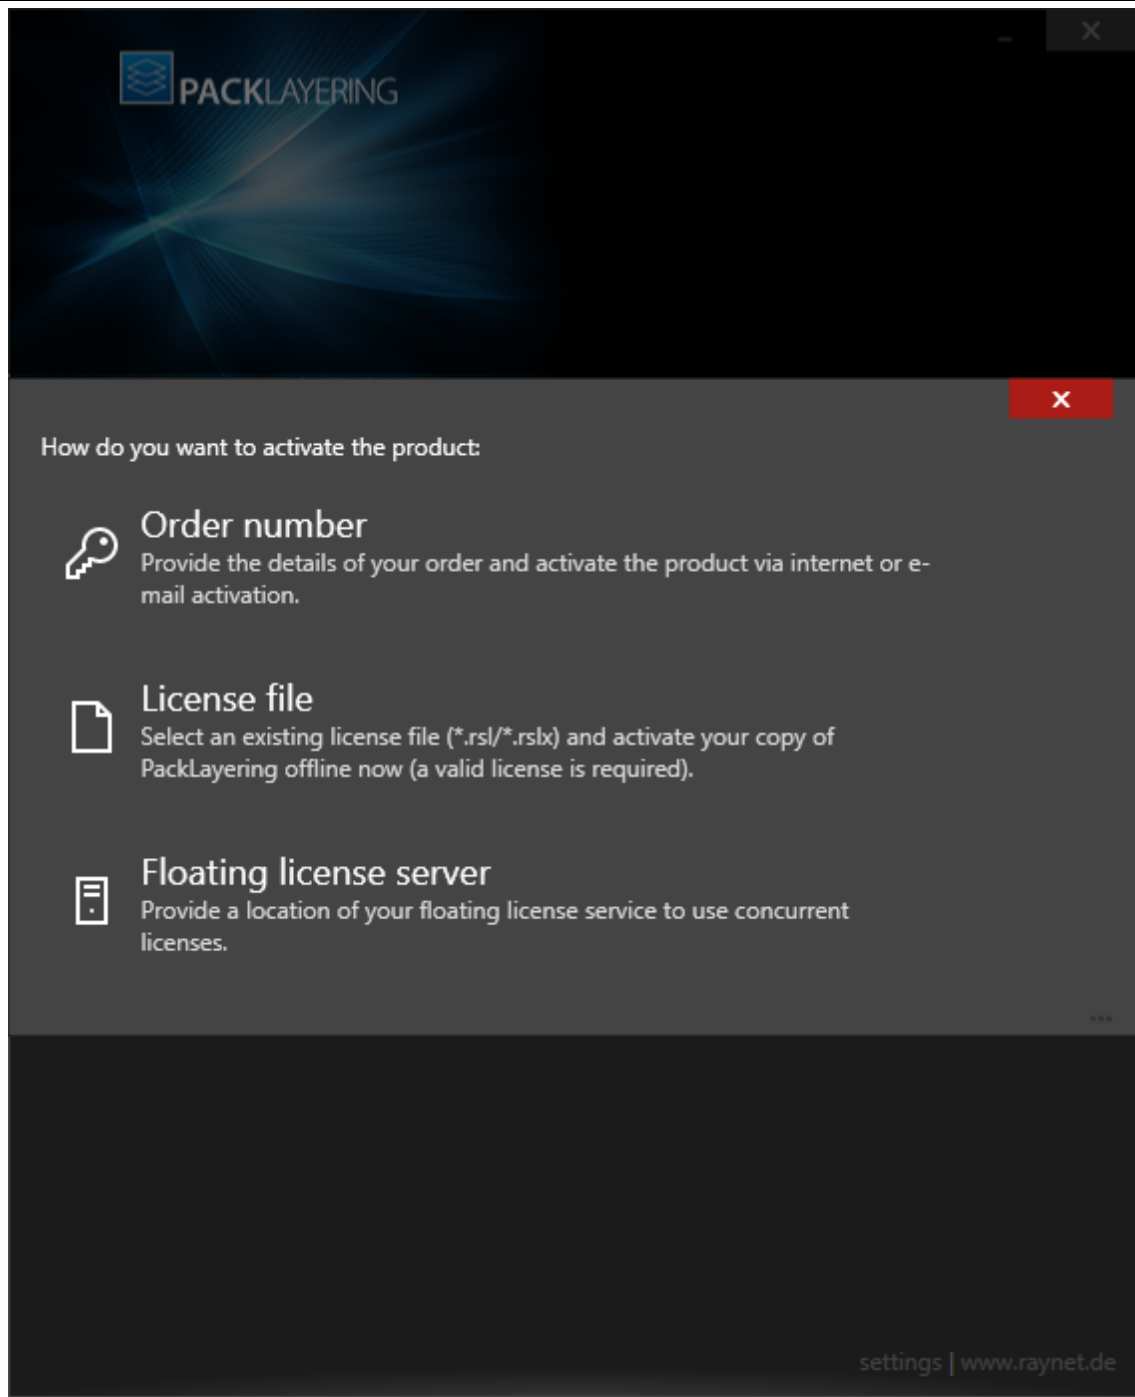 PACKLAYERING
How do you want to activate the product:
Order number
Provide the details of your order and activate the product via internet or e-
mail activation.
License file
Select an existing license file (*.rsl/*.rslx) and activate your copy of
PackLayering offline now (a valid license is required).
Floating license server
Provide a location of your floating license service to use concurrent
licenses.
...
settings | www.raynet.de